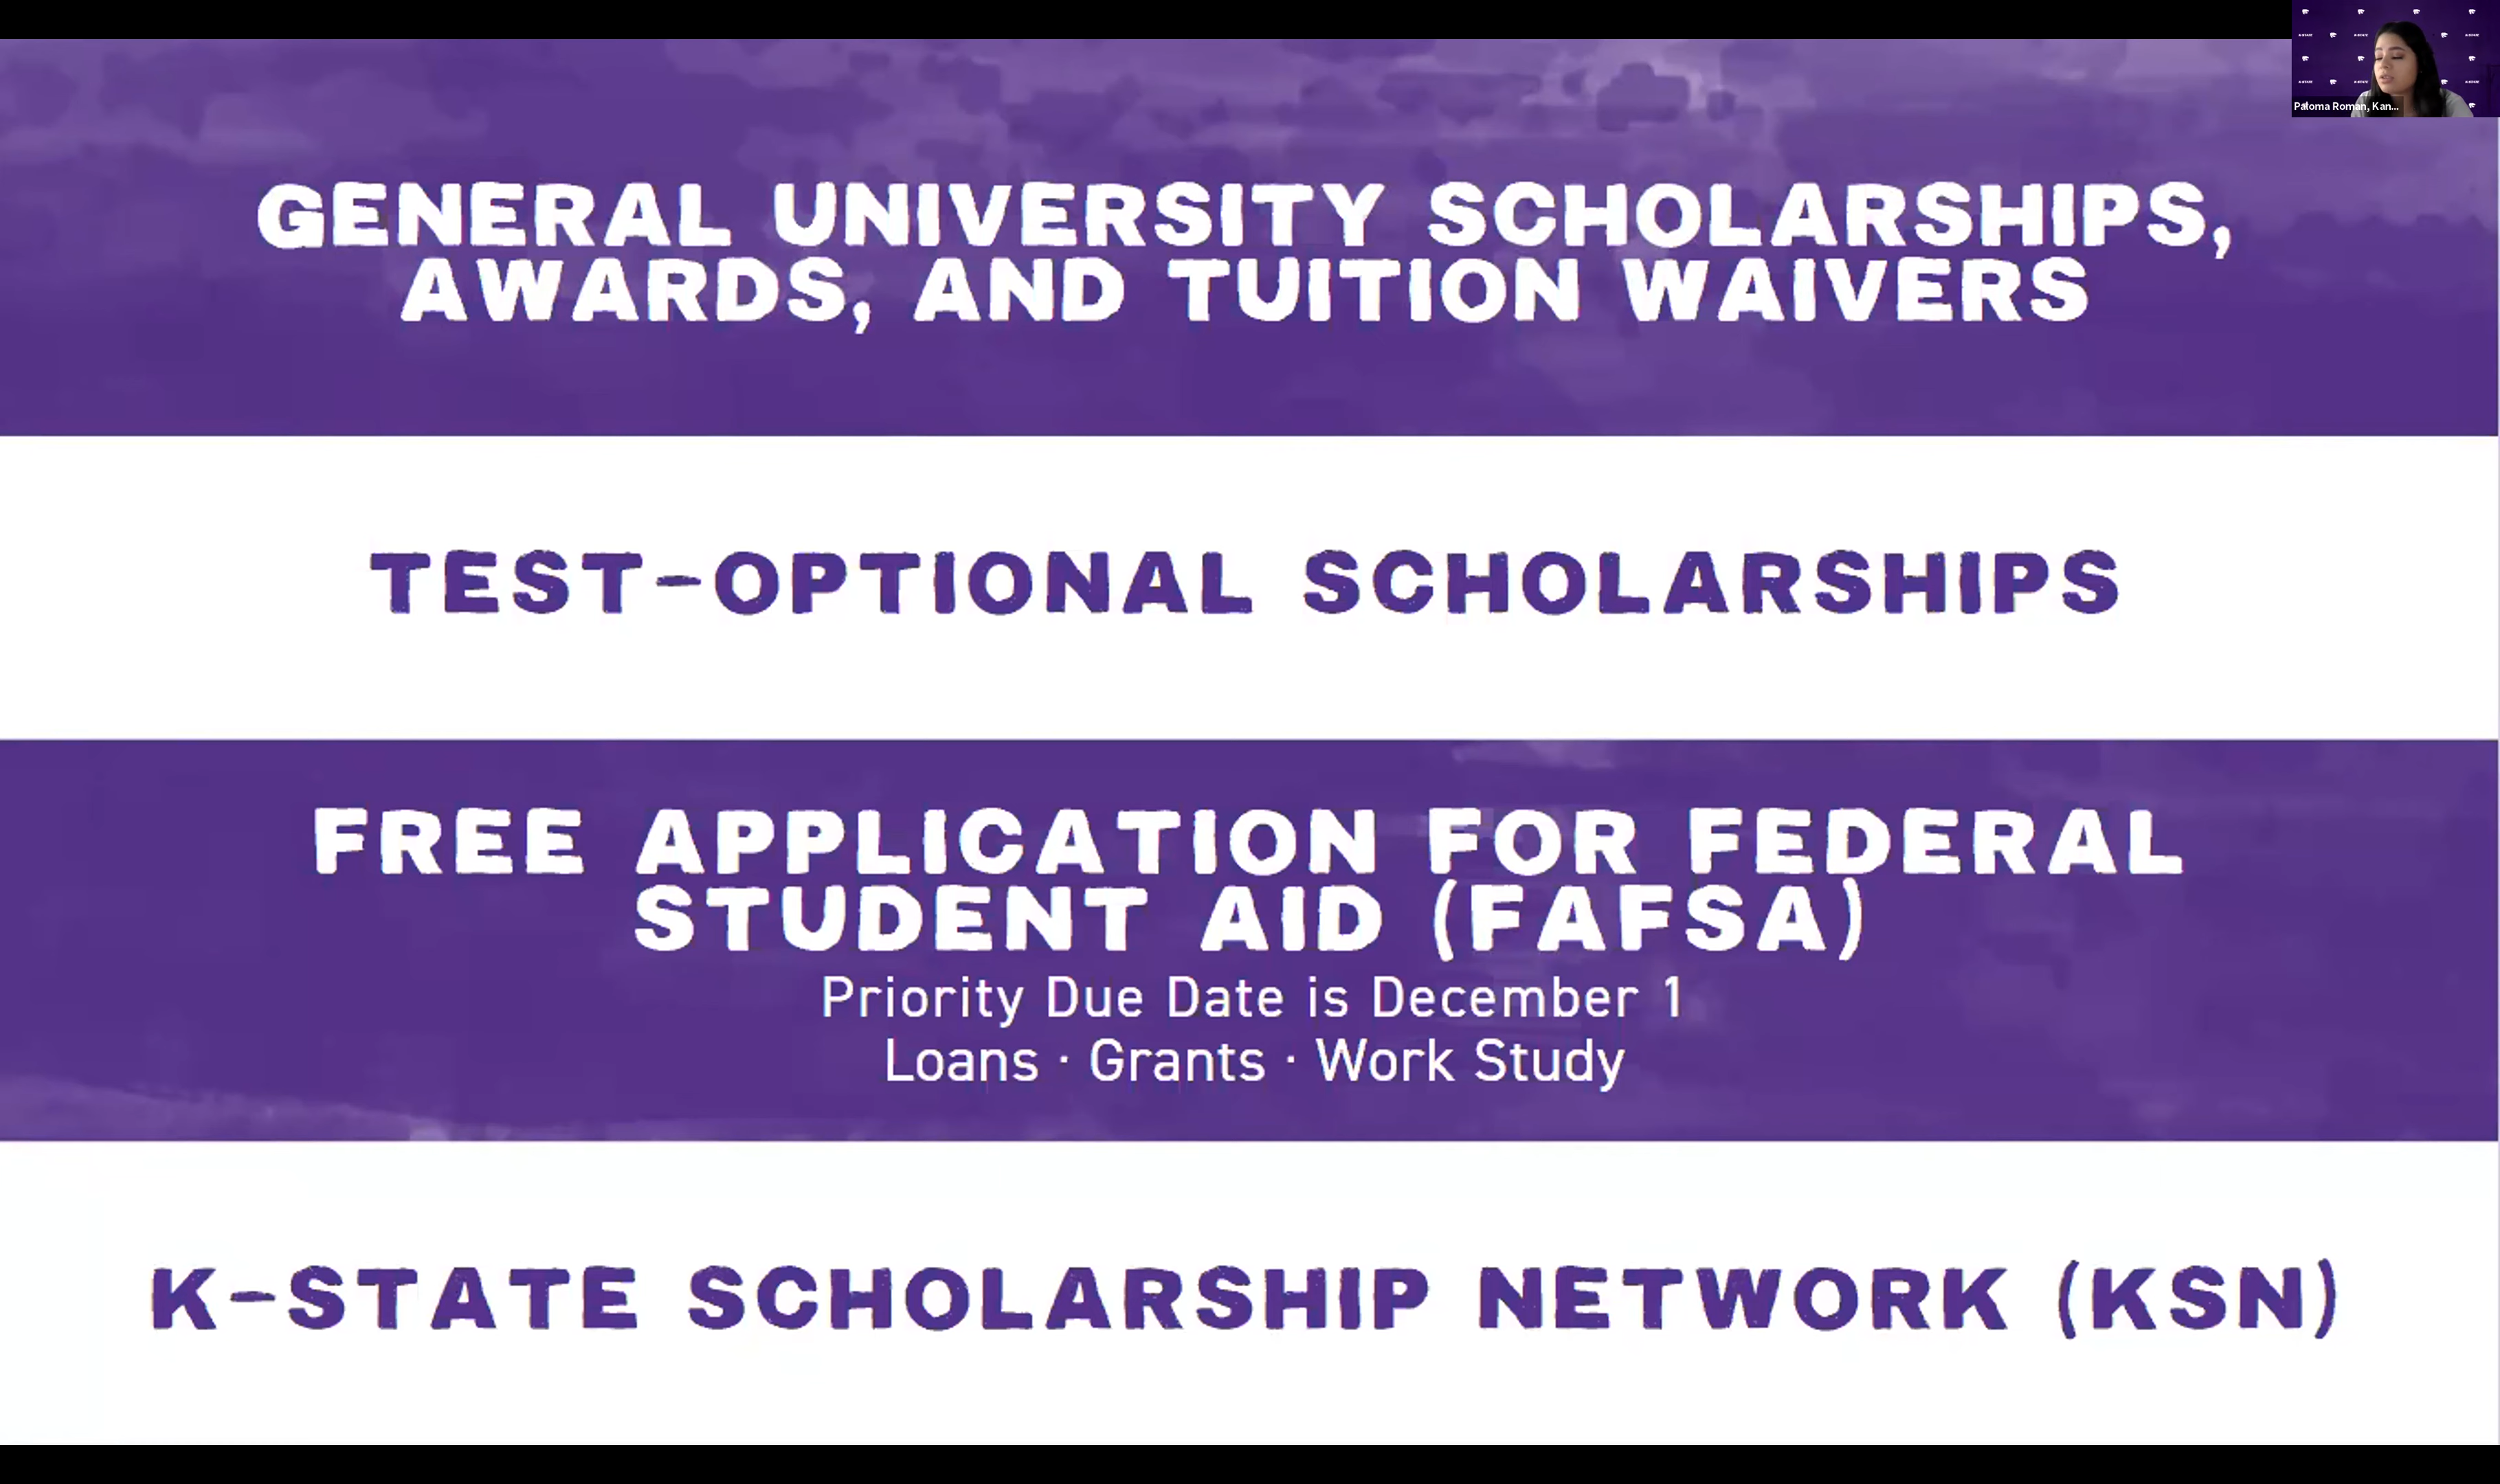 Paloma Roman, Kan...
GENERAL UNIVERSITY SCHOLARSHIPS,
AWARDS, AND TUITION WAIVERS
TEST-OPTIONAL SCHOLARSHIPS
FREE APPLICATION FOR FEDERAL
STUDENT AID (FAFSA)
Priority Due Date is December 1
Loans · Grants · Work Study
K-STATE SCHOLARSHIP NETWORK (KSN)